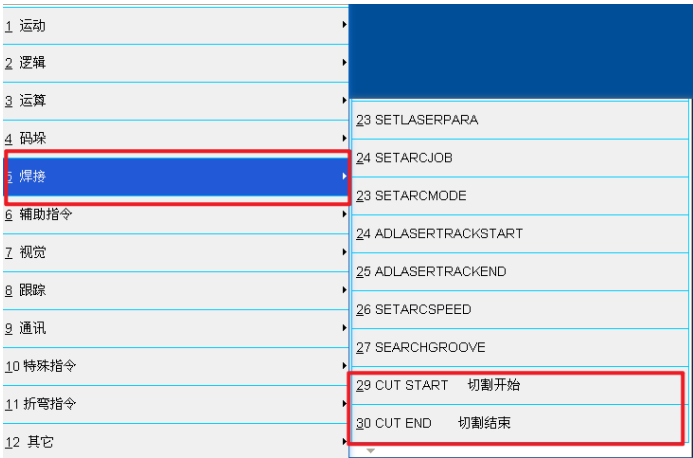 1 运动
2 逻辑
3 运算
4 码垛
5 焊接
6 辅助指令
7 视觉
8 跟踪
9 通讯
10 特殊指令
11 折弯指令
12 其它
23 SETLASERPARA
24 SETARCJOB
23 SETARCMODE
24 ADLASERTRACKSTART
25 ADLASERTRACKEND
26 SETARCSPEED
27 SEARCHGROOVE
29 CUT START 切割开始
30 CUT END 切割结束